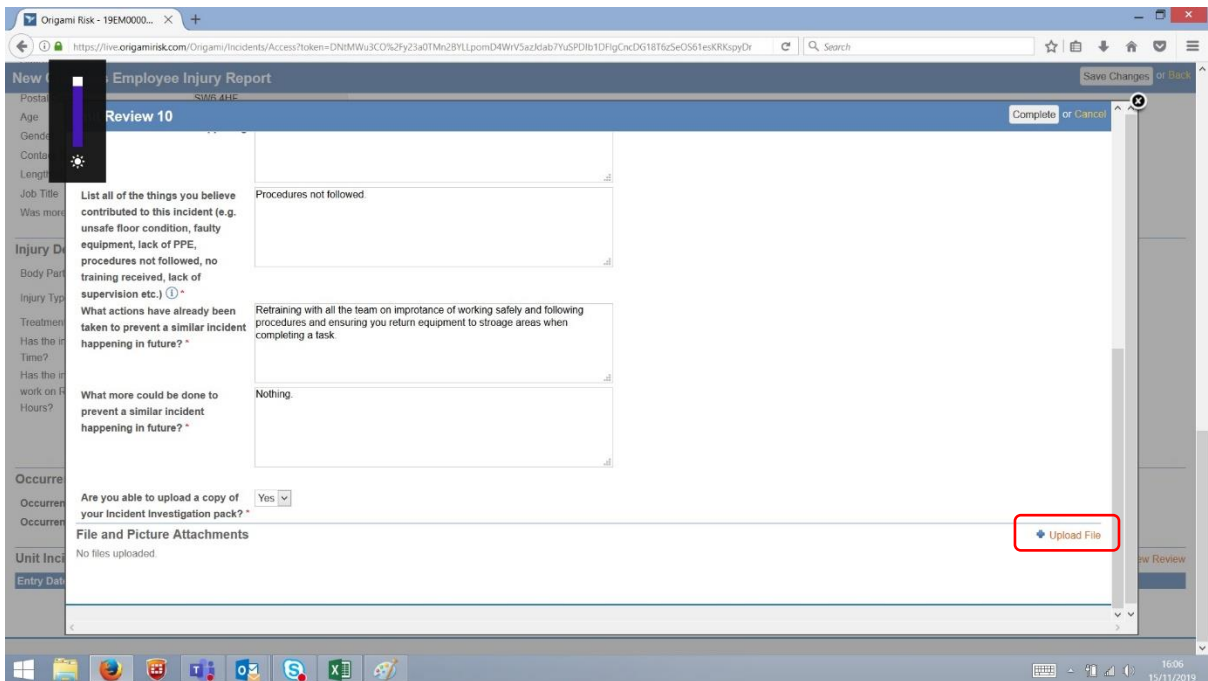 Origami Risk - 19EM0000...
https://live.origamirisk.com/Origami/Incidents/Access?token=
Search
New
Employee Injury Report
Save Changes or Back
Postal
SW6 4HF
Age
Gende
Conta
Lengt
Job Title
Was more
Review 10
Complete or Cancel
List all of the things you believe
contributed to this incident (e.g.
unsafe floor condition, faulty
equipment, lack of PPE,
procedures not followed, no
training received, lack of
supervision etc.) *
Procedures not followed.
What actions have already been
taken to prevent a similar incident
happening in future? *
Retraining with all the team on improtance of working safely and following
procedures and ensuring you return equipment to stroage areas when
completing a task.
What more could be done to
prevent a similar incident
happening in future? *
Nothing.
Are you able to upload a copy of
your Incident Investigation pack? *
Yes
File and Picture Attachments
Upload File
No files uploaded.
Injury De
Body Part
Injury Typ
Treatmen
Has the in
Time?
Has the in
work on R
Hours?
Occurre
Occurren
Occurren
Unit Inci
ew Review
Entry Date
16:06
15/11/2019